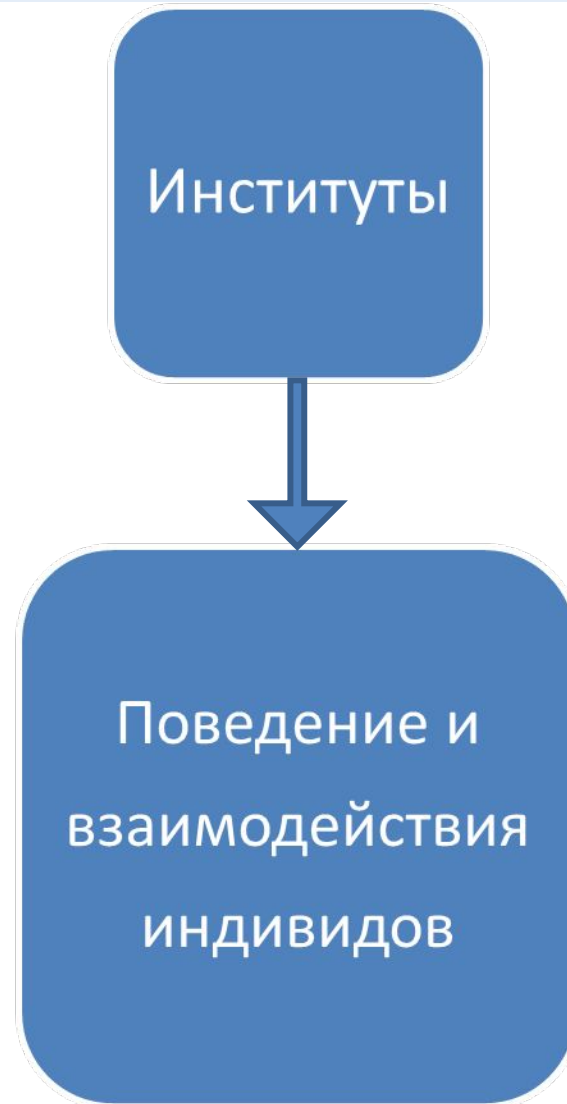 Институты
Поведение и
взаимодействия
индивидов